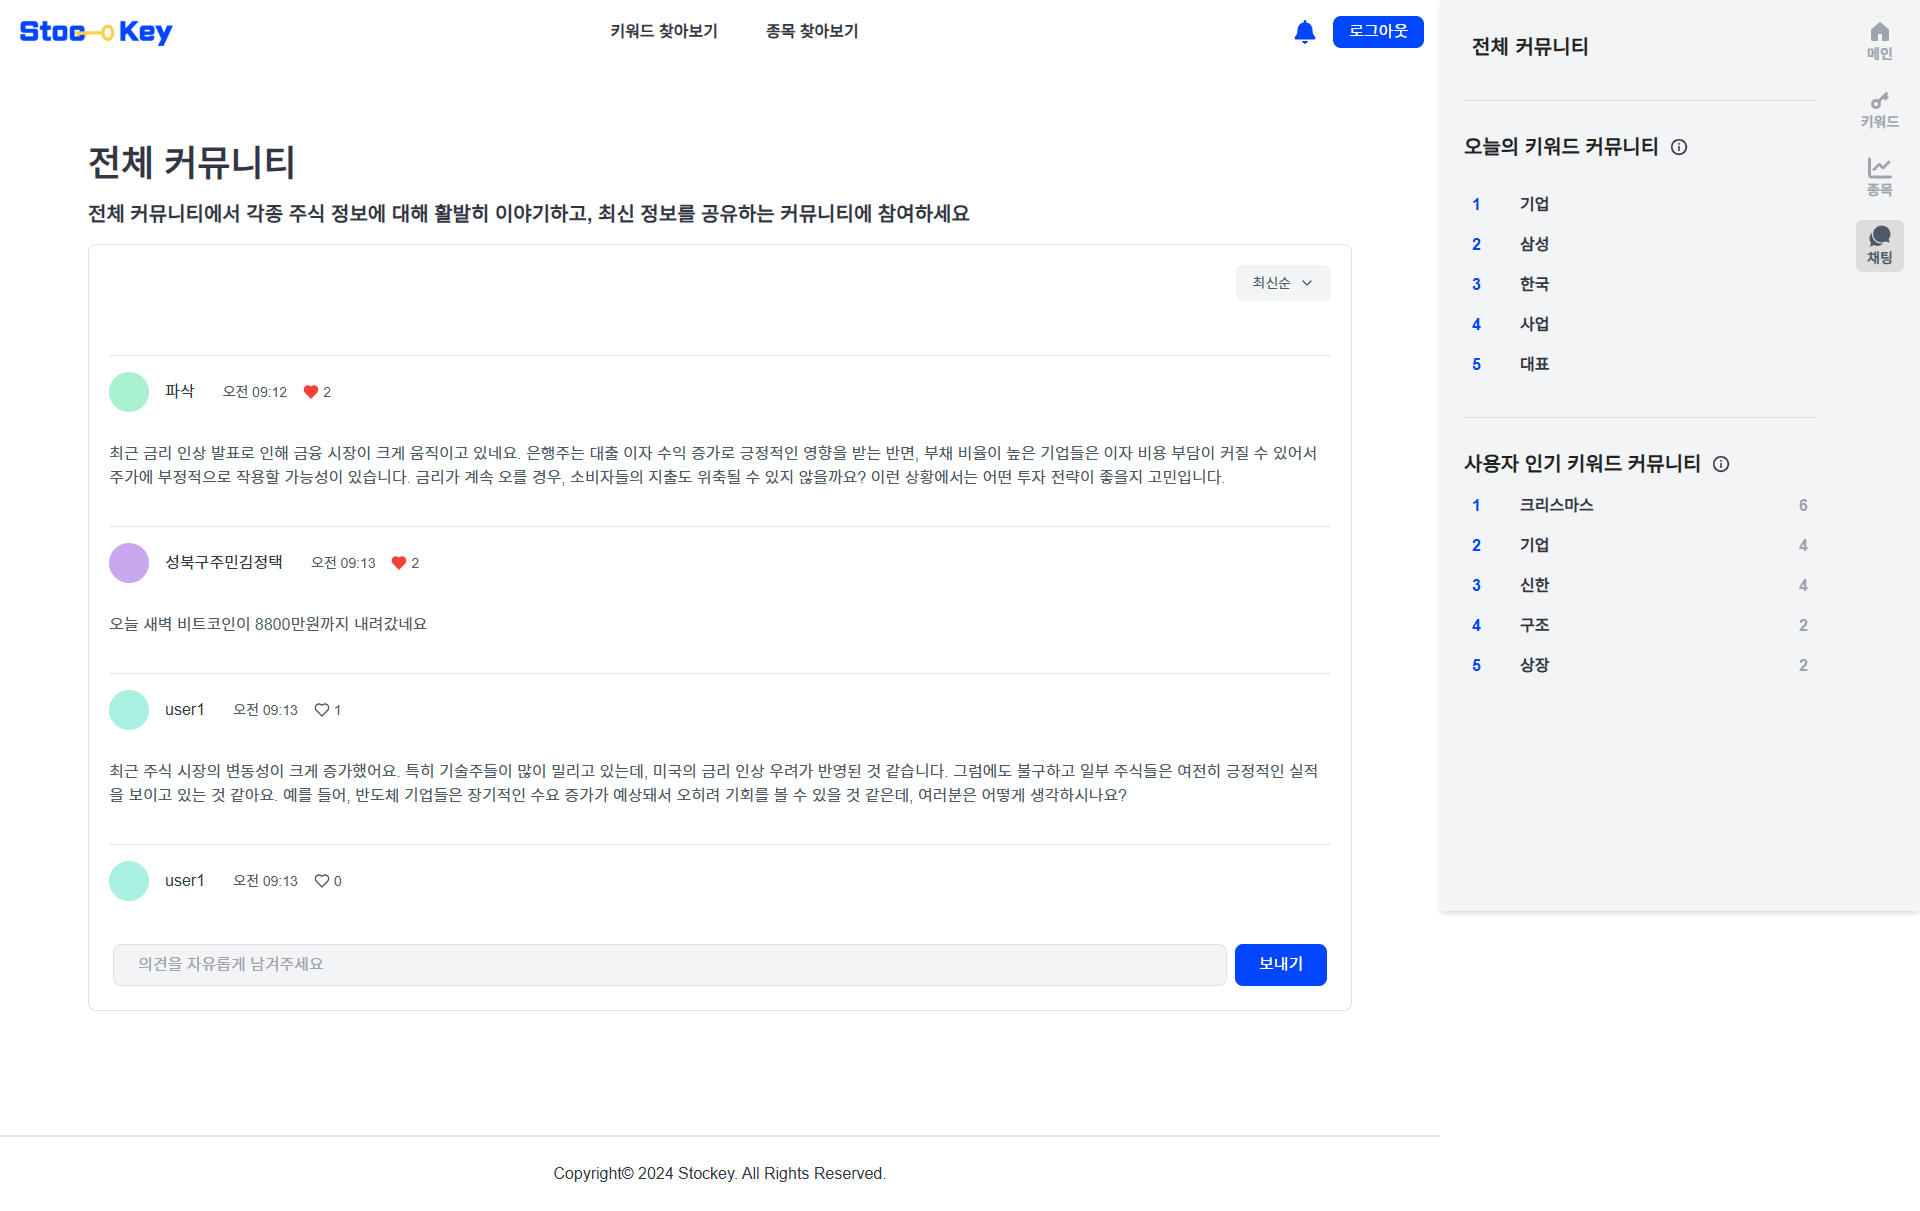 Stoc Key
키워드 찾아보기
종목 찾아보기
로그아웃
전체 커뮤니티
전체 커뮤니티에서 각종 주식 정보에 대해 활발히 이야기하고, 최신 정보를 공유하는 커뮤니티에 참여하세요
최신순
파삭 오전 09:12 2
최근 금리 인상 발표로 인해 금융 시장이 크게 움직이고 있네요. 은행주는 대출 이자 수익 증가로 긍정적인 영향을 받는 반면, 부채 비율이 높은 기업들은 이자 비용 부담이 커질 수 있어서
주가에 부정적으로 작용할 가능성이 있습니다. 금리가 계속 오를 경우, 소비자들의 지출도 위축될 수 있지 않을까요? 이런 상황에서는 어떤 투자 전략이 좋을지 고민입니다.
성북구주민김정택 오전 09:13 2
오늘 새벽 비트코인이 8800만원까지 내려갔네요
user1 오전 09:13 1
최근 주식 시장의 변동성이 크게 증가했어요. 특히 기술주들이 많이 밀리고 있는데, 미국의 금리 인상 우려가 반영된 것 같습니다. 그럼에도 불구하고 일부 주식들은 여전히 긍정적인 실적
을 보이고 있는 것 같아요. 예를 들어, 반도체 기업들은 장기적인 수요 증가가 예상돼서 오히려 기회를 볼 수 있을 것 같은데, 여러분은 어떻게 생각하시나요?
user1 오전 09:13 0
의견을 자유롭게 남겨주세요
보내기
Copyright© 2024 Stockey. All Rights Reserved.
전체 커뮤니티
오늘의 키워드 커뮤니티
1 기업
2 삼성
3 한국
4 사업
5 대표
사용자 인기 키워드 커뮤니티
1 크리스마스 6
2 기업 4
3 신한 4
4 구조 2
5 상장 2
메인
키워드
종목
채팅